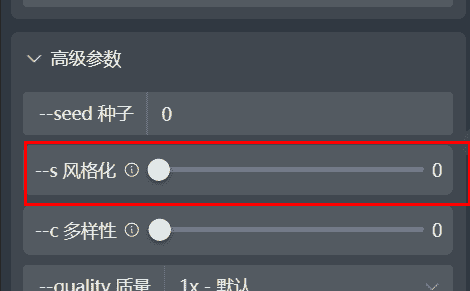 高级参数
--seed 种子 0
--s 风格化 0
--c 多样性 0
--quality 质量 1x - 默认